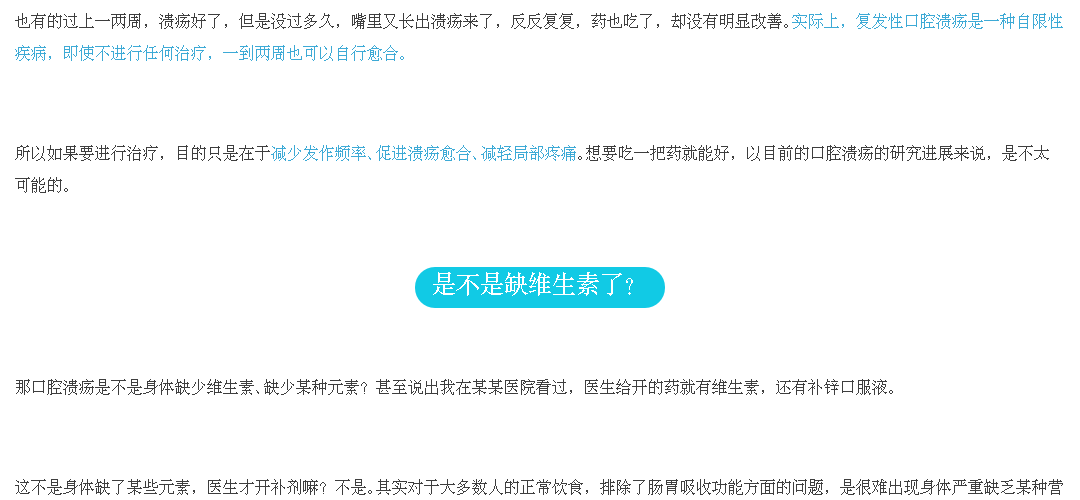 也有的过上一两周，溃疡好了，但是没过多久，嘴里又长出溃疡来了，反反复复，药也吃了，却没有明显改善。实际上，复发性口腔溃疡是一种自限性
疾病，即使不进行任何治疗，一到两周也可以自行愈合。
所以如果要进行治疗，目的只是在于减少发作频率、促进溃疡愈合、减轻局部疼痛。想要吃一把药就能好，以目前的口腔溃疡的研究进展来说，是不太
可能的。
是不是缺维生素了？
那口腔溃疡是不是身体缺少维生素、缺少某种元素？甚至说出我在某某医院看过，医生给开的药就有维生素，还有补锌口服液。
这不是身体缺了某些元素，医生才开补剂嘛？不是。其实对于大多数人的正常饮食，排除了肠胃吸收功能方面的问题，是很难出现身体严重缺乏某种营